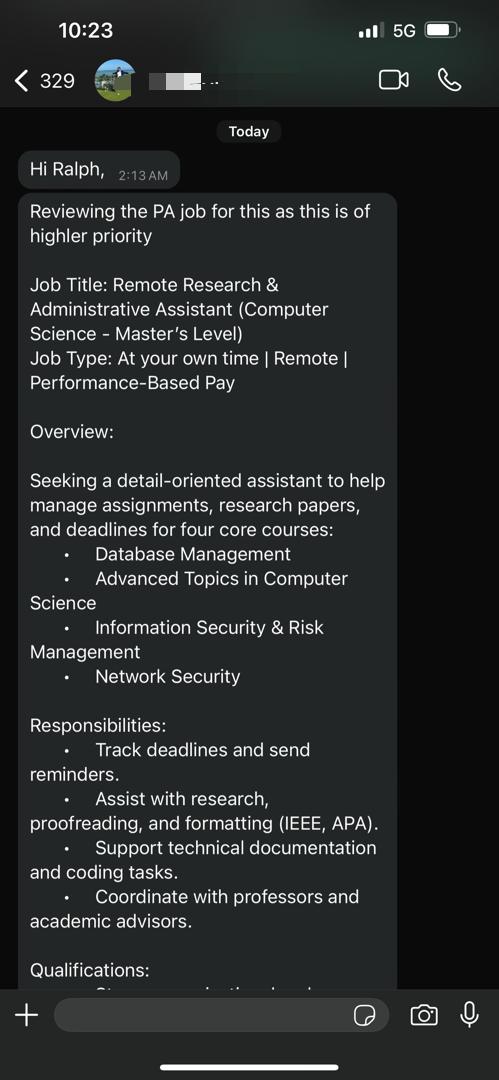 10:23
5G
329
Today
Hi Ralph,
2:13 AM
Reviewing the PA job for this as this is of
highler priority
Job Title: Remote Research &
Administrative Assistant (Computer
Science - Master's Level)
Job Type: At your own time | Remote |
Performance-Based Pay
Overview:
Seeking a detail-oriented assistant to help
manage assignments, research papers,
and deadlines for four core courses:
• Database Management
• Advanced Topics in Computer
Science
• Information Security & Risk
Management
• Network Security
Responsibilities:
• Track deadlines and send
reminders.
• Assist with research,
proofreading, and formatting (IEEE, APA).
• Support technical documentation
and coding tasks.
• Coordinate with professors and
academic advisors.
Qualifications: